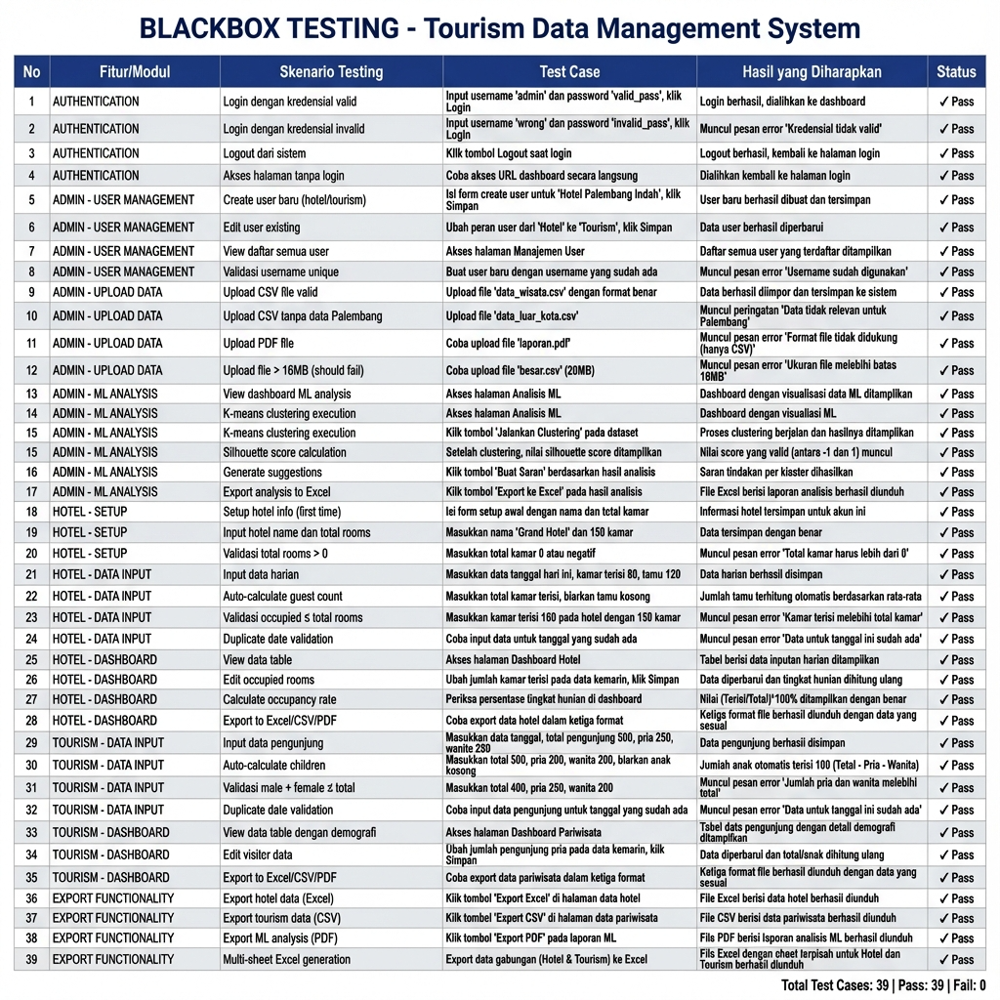 BLACKBOX TESTING - Tourism Data Management System
No Fitur/Modul Skenario Testing Test Case Hasil yang Diharapkan Status
1 AUTHENTICATION Login dengan kredensial valid Input username 'admin' dan password 'valid_pass', klik Login Login berhasil, dialihkan ke dashboard ✓ Pass
2 AUTHENTICATION Login dengan kredensial invalid Input username 'wrong' dan password 'invalid_pass', klik Login Muncul pesan error 'Kredensial tidak valid' ✓ Pass
3 AUTHENTICATION Logout dari sistem Klik tombol Logout saat login Logout berhasil, kembali ke halaman login ✓ Pass
4 AUTHENTICATION Akses halaman tanpa login Coba akses URL dashboard secara langsung Dialihkan kembali ke halaman login ✓ Pass
5 ADMIN - USER MANAGEMENT Create user baru (hotel/tourism) Isl form create user untuk 'Hotel Palembang Indah', klik Simpan User baru berhasil dibuat dan tersimpan ✓ Pass
6 ADMIN - USER MANAGEMENT Edit user existing Ubah peran user dari 'Hotel' ke 'Tourism', klik Simpan Data user berhasil diperbarui ✓ Pass
7 ADMIN - USER MANAGEMENT View daftar semua user Akses halaman Manajemen User Daftar semua user yang terdaftar ditampilkan ✓ Pass
8 ADMIN - USER MANAGEMENT Validasi username unique Buat user baru dengan username yang sudah ada Muncul pesan error 'Username sudah digunakan' ✓ Pass
9 ADMIN - UPLOAD DATA Upload CSV file valid Upload file 'data_wisata.csv' dengan format benar Data berhasil diimpor dan tersimpan ke sistem ✓ Pass
10 ADMIN - UPLOAD DATA Upload CSV tanpa data Palembang Upload file 'data_luar_kota.csv' Muncul peringatan 'Data tidak relevan untuk Palembang' ✓ Pass
11 ADMIN - UPLOAD DATA Upload PDF file Coba upload file 'laporan.pdf' Muncul pesan error 'Format file tidak didukung (hanya CSV)' ✓ Pass
12 ADMIN - UPLOAD DATA Upload file > 16MB (should fail) Coba upload file 'besar.csv' (20MB) Muncul pesan error 'Ukuran file melebihi batas 16MB' ✓ Pass
13 ADMIN - ML ANALYSIS View dashboard ML analysis Akses halaman Analisis ML Dashboard dengan visualisasi data ML ditamplikan ✓ Pass
14 ADMIN - ML ANALYSIS K-means clustering execution Akses halaman Analisis ML Dashboard dengan visuallasi ML ✓ Pass
15 ADMIN - ML ANALYSIS K-means clustering execution Klik tombol 'Jalankan Clustering' pada dataset Proses clustering berjalan dan hasilnya ditampilkan ✓ Pass
15 ADMIN - ML ANALYSIS Silhouette score calculation Setelah clustering, nilai silhouette score ditampilkan Nilai score yang valid (antara -1 dan 1) muncul ✓ Pass
16 ADMIN - ML ANALYSIS Generate suggestions Klik tombol 'Buat Saran' berdasarkan hasil analisis Saran tindakan per klaster dihasilkan ✓ Pass
17 ADMIN - ML ANALYSIS Export analysis to Excel Klik tombol 'Export ke Excel' pada hasil analisis File Excel berisi laporan analisis berhasil diunduh ✓ Pass
18 HOTEL - SETUP Setup hotel info (first time) Iei form setup awal dengan nama dan total kamar Informasi hotel tersimpan untuk akun ini ✓ Pass
19 HOTEL - SETUP Input hotel name dan total rooms Masukkan nama 'Grand Hotel' dan 150 kamar Data tersimpan dengan benar ✓ Pass
20 HOTEL - SETUP Validasi total rooms > 0 Masukkan total kamar 0 atau negatif Muncul pesan error 'Total kamar harus lebih dari 0' ✓ Pass
21 HOTEL - DATA INPUT Input data harian Masukkan data tanggal hari ini, kamar terisi 80, tamu 120 Data harian berhasil disimpan ✓ Pass
22 HOTEL - DATA INPUT Auto-calculate guest count Masukkan total kamar terisi, biarkan tamu kosong Jumlah tamu terhitung otomatis berdasarkan rata-rata ✓ Pass
23 HOTEL - DATA INPUT Validasi occupied ≤ total rooms Masukkan kamar terisi 160 pada hotel dengan 150 kamar Muncul pesan error 'Kamar terisi melebihi total kamar' ✓ Pass
24 HOTEL - DATA INPUT Duplicate date validation Coba input data untuk tanggal yang sudah ada Muncul pesan error 'Data untuk tanggal ini sudah ada' ✓ Pass
25 HOTEL - DASHBOARD View data table Akses halaman Dashboard Hotel Tabel berisi data inputan harian ditampilkan ✓ Pass
26 HOTEL - DASHBOARD Edit occupied rooms Ubah jumlah kamar terisi pada data kemarin, klik Simpan Data diperbarui dan tingkat hunian dihitung ulang ✓ Pass
27 HOTEL - DASHBOARD Calculate occupancy rate Periksa persentase tingkat hunian di dashboard Nilai (Terisi/Total)*100% ditampilkan dengan benar ✓ Pass
28 HOTEL - DASHBOARD Export to Excel/CSV/PDF Coba export data hotel dalam ketiga format Ketiga format file berhasil diunduh dengan data yang sesual ✓ Pass
29 TOURISM - DATA INPUT Input data pengunjung Masukkan data tanggal, total pengunjung 500, pria 250, wanite 230 Data pengunjung berhasil disimpan ✓ Pass
30 TOURISM - DATA INPUT Auto-calculate children Masukkan total 500, pria 200, wanita 200, biarkan anak kosong Jumlah anak otomatis terisi 100 (Tetal - Pria - Wanita) ✓ Pass
31 TOURISM - DATA INPUT Validasi male + female ≤ total Masukkan total 400, pria 250, wanita 200 Muncul pesan error 'Jumlah pria dan wanita melebihl total' ✓ Pass
32 TOURISM - DATA INPUT Duplicate date validation Coba input data pengunjung untuk tanggal yang sudah ada Muncul pesan error 'Data untuk tanggal ini sudah ada' ✓ Pass
33 TOURISM - DASHBOARD View data table dengan demografi Akses halaman Dashboard Pariwisata Tsbel dats pengunjung dengan detall demografi ditampilkan ✓ Pass
34 TOURISM - DASHBOARD Edit visitor data Ubah jumlah pengunjung pria pada data kemarin, klik Simpan Data diperbarui dan total/snak dihitung ulang ✓ Pass
35 TOURISM - DASHBOARD Export to Excel/CSV/PDF Coba export data pariwisata dalam ketiga format Ketiga format file berhasil diunduh dengan data yang sesual ✓ Pass
36 EXPORT FUNCTIONALITY Export hotel data (Excel) Klik tombol 'Export Excel' di halaman data hotel File Excel berisi data hotel berhasil diunduh ✓ Pass
37 EXPORT FUNCTIONALITY Export tourism data (CSV) Klik tombol 'Export CSV' di halaman data pariwisata File CSV berisi data pariwisata berhasil diunduh ✓ Pass
38 EXPORT FUNCTIONALITY Export ML analysis (PDF) Klik tombol 'Export PDF' pada laporan ML Fils PDF berisi lsporan analisis ML berhasil diunduh ✓ Pass
39 EXPORT FUNCTIONALITY Multi-sheet Excel generation Export data gabungan (Hotel & Tourism) ke Excel Fils Excel dengan cheet terpisah untuk Hotel dan Tourism berhasil diunduh ✓ Pass
Total Test Cases: 39 | Pass: 39 | Fail: 0